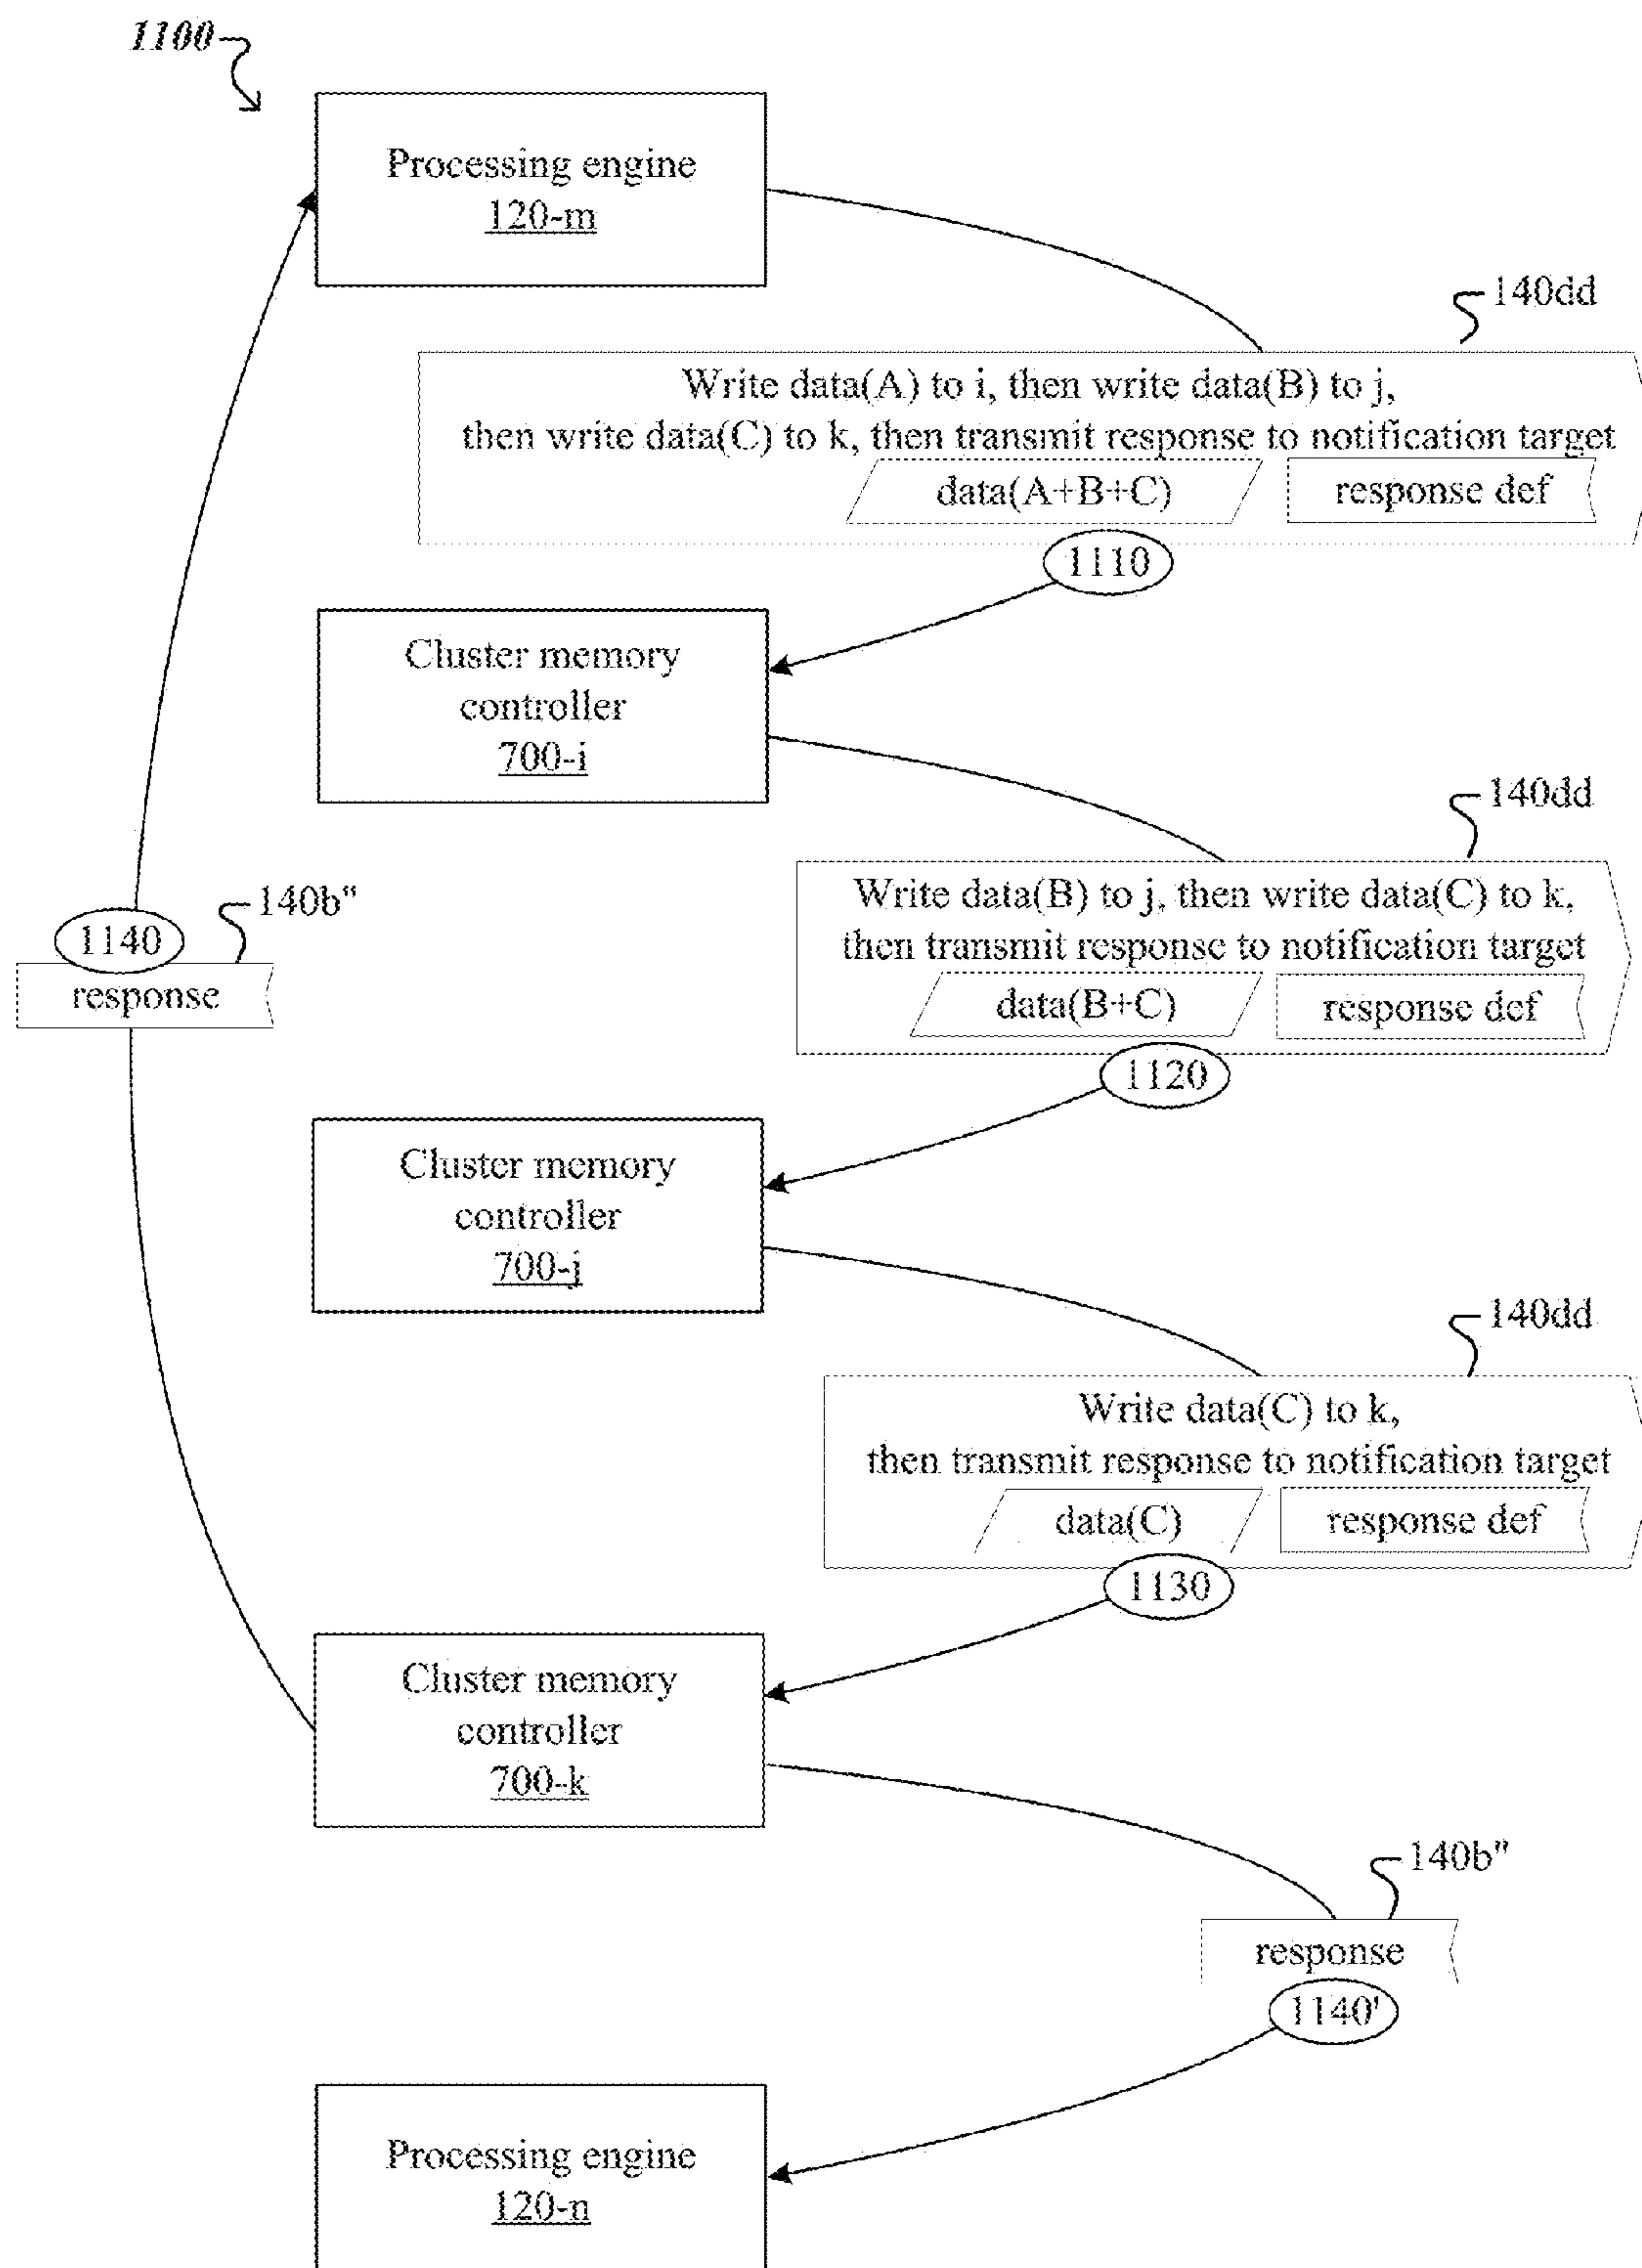 1100
Processing engine
120-m
140dd
Write data(A) to i, then write data(B) to j,
then write data(C) to k, then transmit response to notification target
data(A+B+C)
response def
1110
Cluster memory
controller
700-i
140dd
Write data(B) to j, then write data(C) to k,
then transmit response to notification target
data(B+C)
response def
1120
140b"
1140
response
Cluster memory
controller
700-j
140dd
Write data(C) to k,
then transmit response to notification target
data(C)
response def
1130
Cluster memory
controller
700-k
140b"
response
1140'
Processing engine
120-n